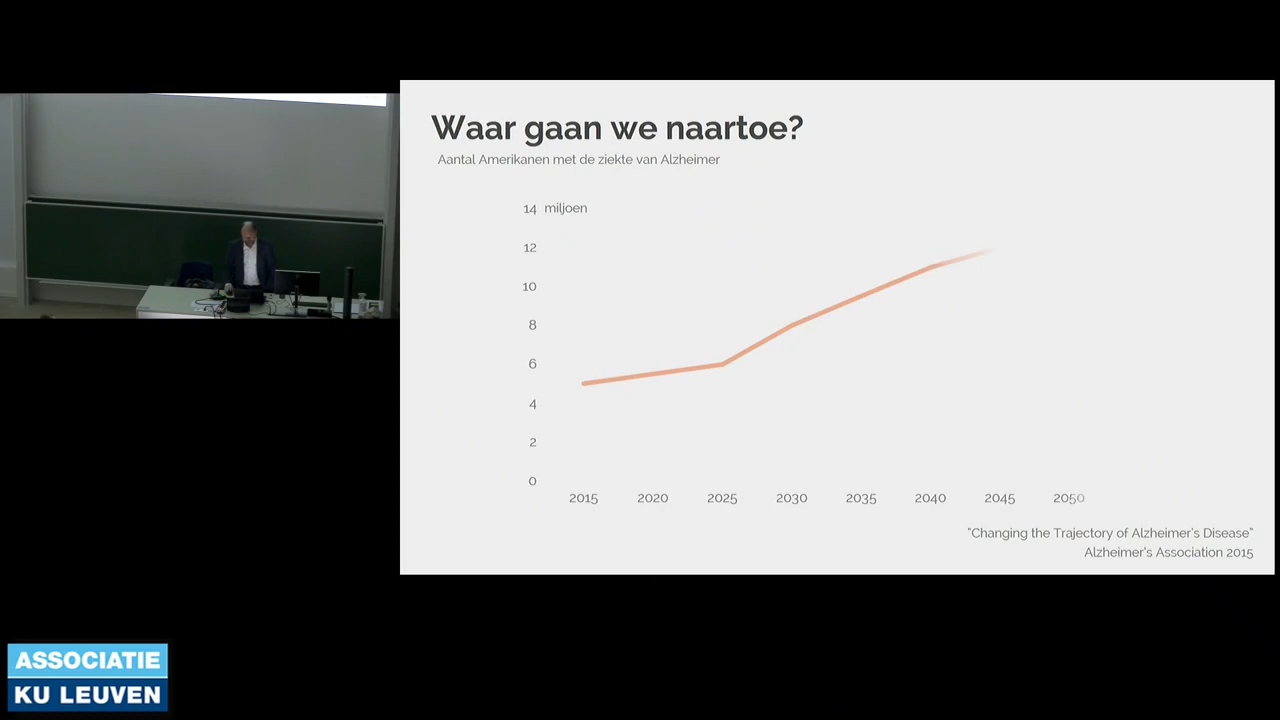 Waar gaan we naartoe?
Aantal Amerikanen met de ziekte van Alzheimer
14 miljoen
12
10
8
6
4
2
0
2015 2020 2025 2030 2035 2040 2045 2050
"Changing the Trajectory of Alzheimer's Disease"
Alzheimer's Association 2015
ASSOCIATIE
KU LEUVEN